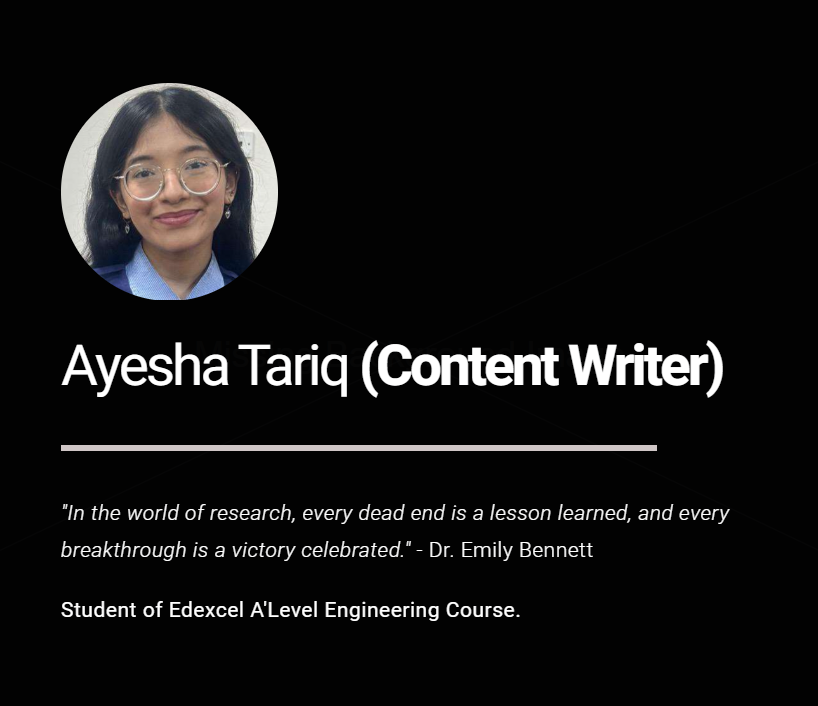 Ayesha Tariq (Content Writer)
"In the world of research, every dead end is a lesson learned, and every
breakthrough is a victory celebrated." - Dr. Emily Bennett
Student of Edexcel A'Level Engineering Course.